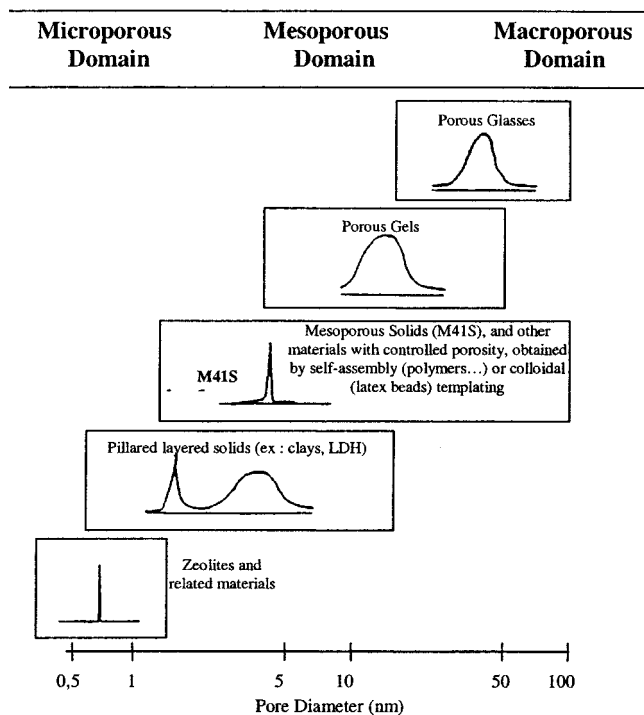 Microporous Domain
Mesoporous Domain
Macroporous Domain
Porous Glasses
Porous Gels
Mesoporous Solids (M41S), and other
materials with controlled porosity, obtained
by self-assembly (polymers…) or colloidal
(latex beads) templating
M41S
Pillared layered solids (ex : clays, LDH)
Zeolites and
related materials
0,5 1 5 10 50 100
Pore Diameter (nm)